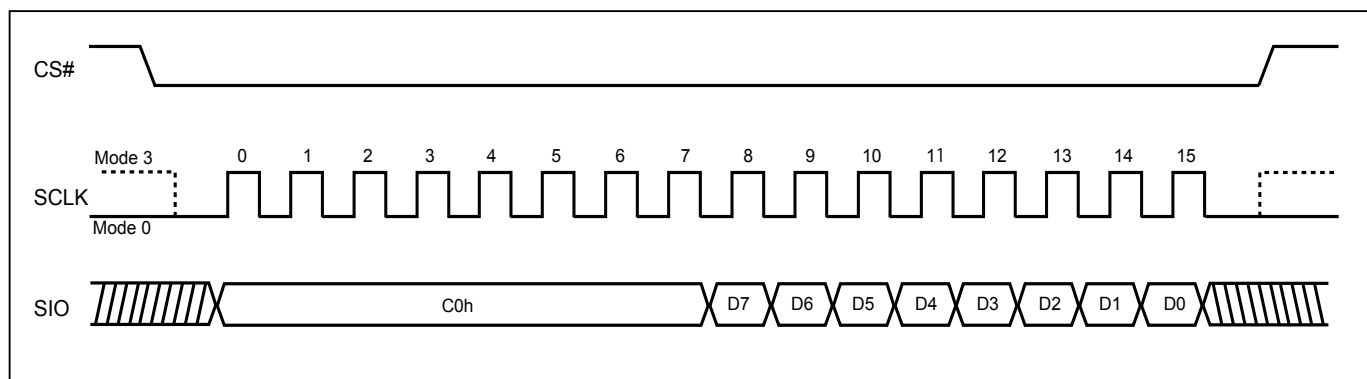 CS#
Mode 3
0 1 2 3 4 5 6 7 8 9 10 11 12 13 14 15
SCLK
Mode 0
SIO
C0h D7 D6 D5 D4 D3 D2 D1 D0